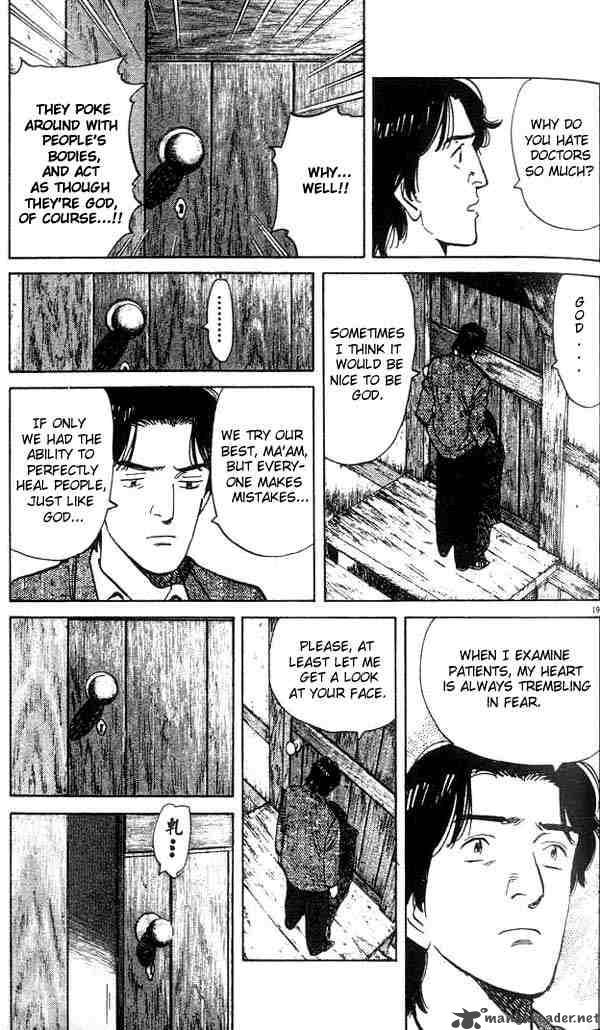 WHY DO
YOU HATE
DOCTORS
SO MUCH?
WHY...
WELL!!
THEY POKE
AROUND WITH
PEOPLE'S
BODIES,
AND ACT
AS THOUGH
THEY'RE GOD,
OF COURSE...!!
GOD...
SOMETIMES
I THINK IT
WOULD BE
NICE TO BE
GOD.
......
WE TRY OUR
BEST, MA'AM,
BUT EVERY-
ONE MAKES
MISTAKES...
IF ONLY
WE HAD THE
ABILITY TO
PERFECTLY
HEAL PEOPLE,
JUST LIKE
GOD...
19
WHEN I EXAMINE
PATIENTS, MY HEART
IS ALWAYS TREMBLING
IN FEAR.
PLEASE, AT
LEAST LET ME
GET A LOOK
AT YOUR FACE.
乳...
mangareader.net